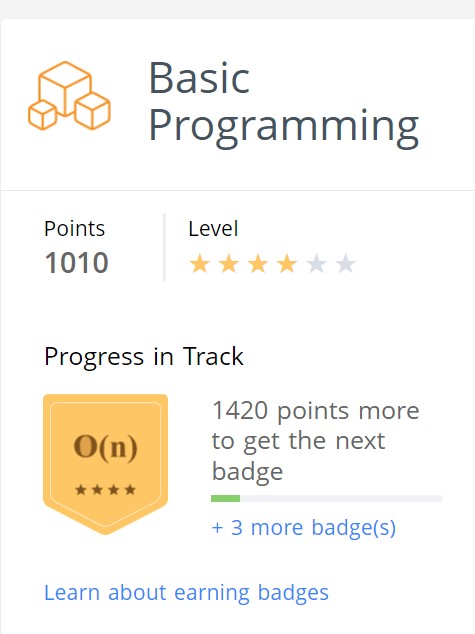 Basic
Programming
Points
Level
1010
Progress in Track
O(n)
1420 points more
to get the next
badge
+ 3 more badge(s)
Learn about earning badges